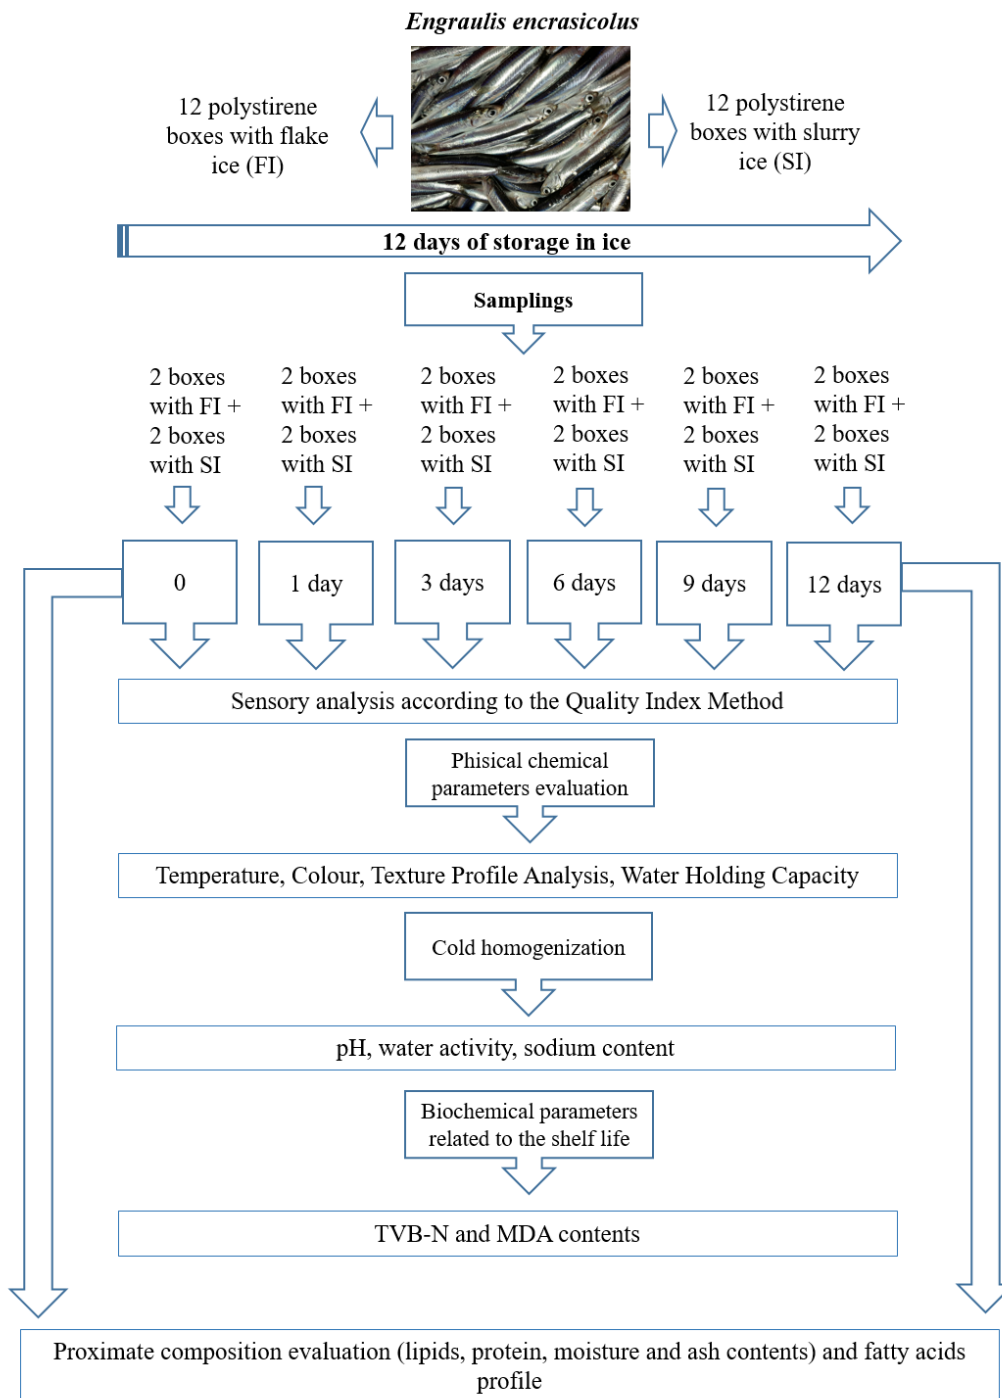 Engraulis encrasicolus
12 polystirene
boxes with flake
ice (FI)
12 polystirene
boxes with slurry
ice (SI)
12 days of storage in ice
Samplings
2 boxes
with FI +
2 boxes
with SI
2 boxes
with FI +
2 boxes
with SI
2 boxes
with FI +
2 boxes
with SI
2 boxes
with FI +
2 boxes
with SI
2 boxes
with FI +
2 boxes
with SI
2 boxes
with FI +
2 boxes
with SI
0
1 day
3 days
6 days
9 days
12 days
Sensory analysis according to the Quality Index Method
Phisical chemical
parameters evaluation
Temperature, Colour, Texture Profile Analysis, Water Holding Capacity
Cold homogenization
pH, water activity, sodium content
Biochemical parameters
related to the shelf life
TVB-N and MDA contents
Proximate composition evaluation (lipids, protein, moisture and ash contents) and fatty acids
profile